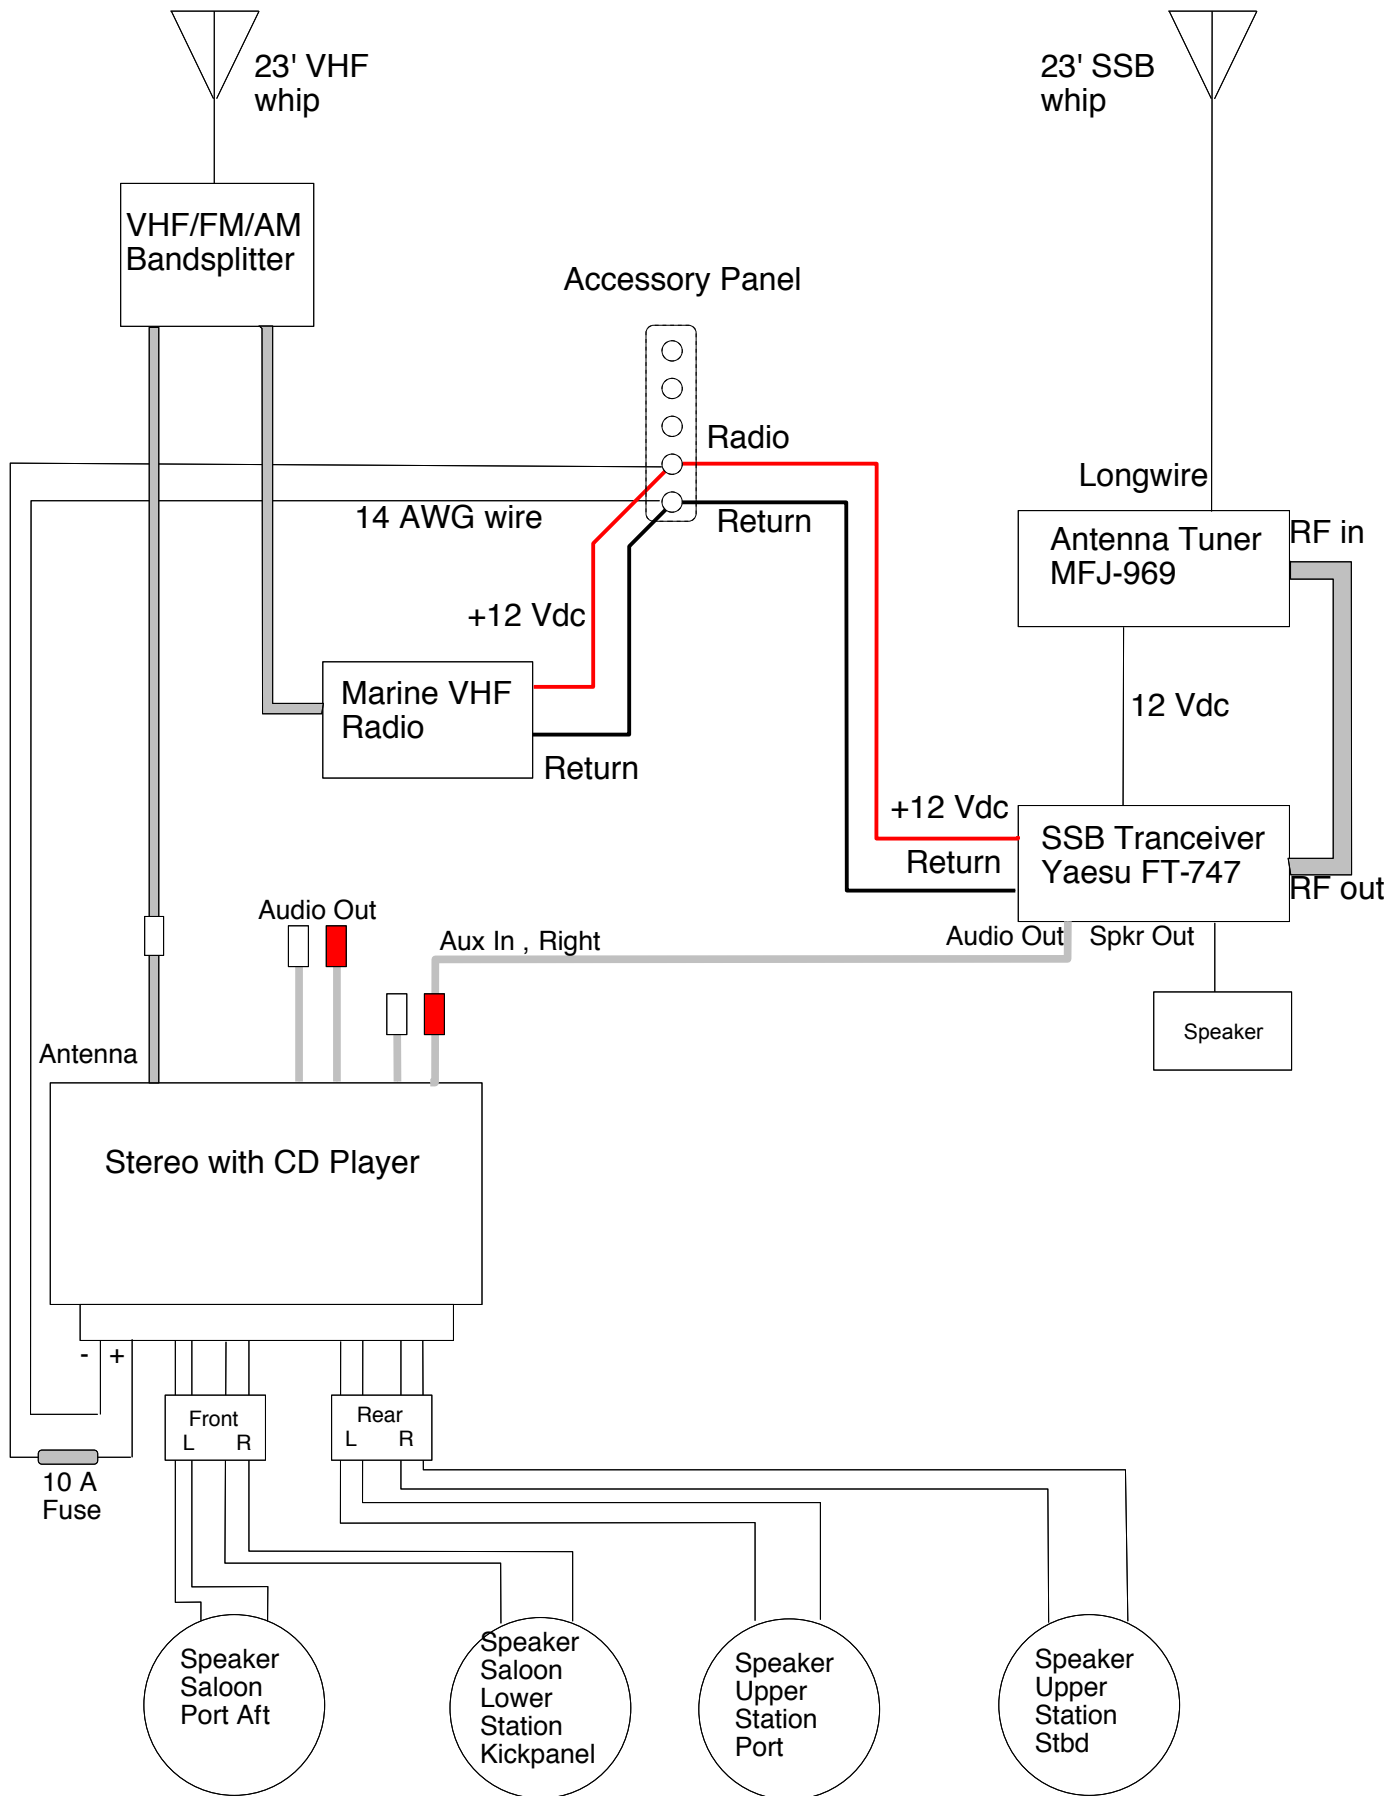 23' VHF
whip
23' SSB
whip
VHF/FM/AM
Bandsplitter
Accessory Panel
Radio
Longwire
14 AWG wire
Return
Antenna Tuner
MFJ-969
RF in
+12 Vdc
Marine VHF
Radio
Return
12 Vdc
+12 Vdc
Return
SSB Tranceiver
Yaesu FT-747
RF out
Audio Out
Aux In , Right
Audio Out
Spkr Out
Speaker
Antenna
Stereo with CD Player
- +
Front
L R
Rear
L R
10 A
Fuse
Speaker
Saloon
Port Aft
Speaker
Saloon
Lower
Station
Kickpanel
Speaker
Upper
Station
Port
Speaker
Upper
Station
Stbd